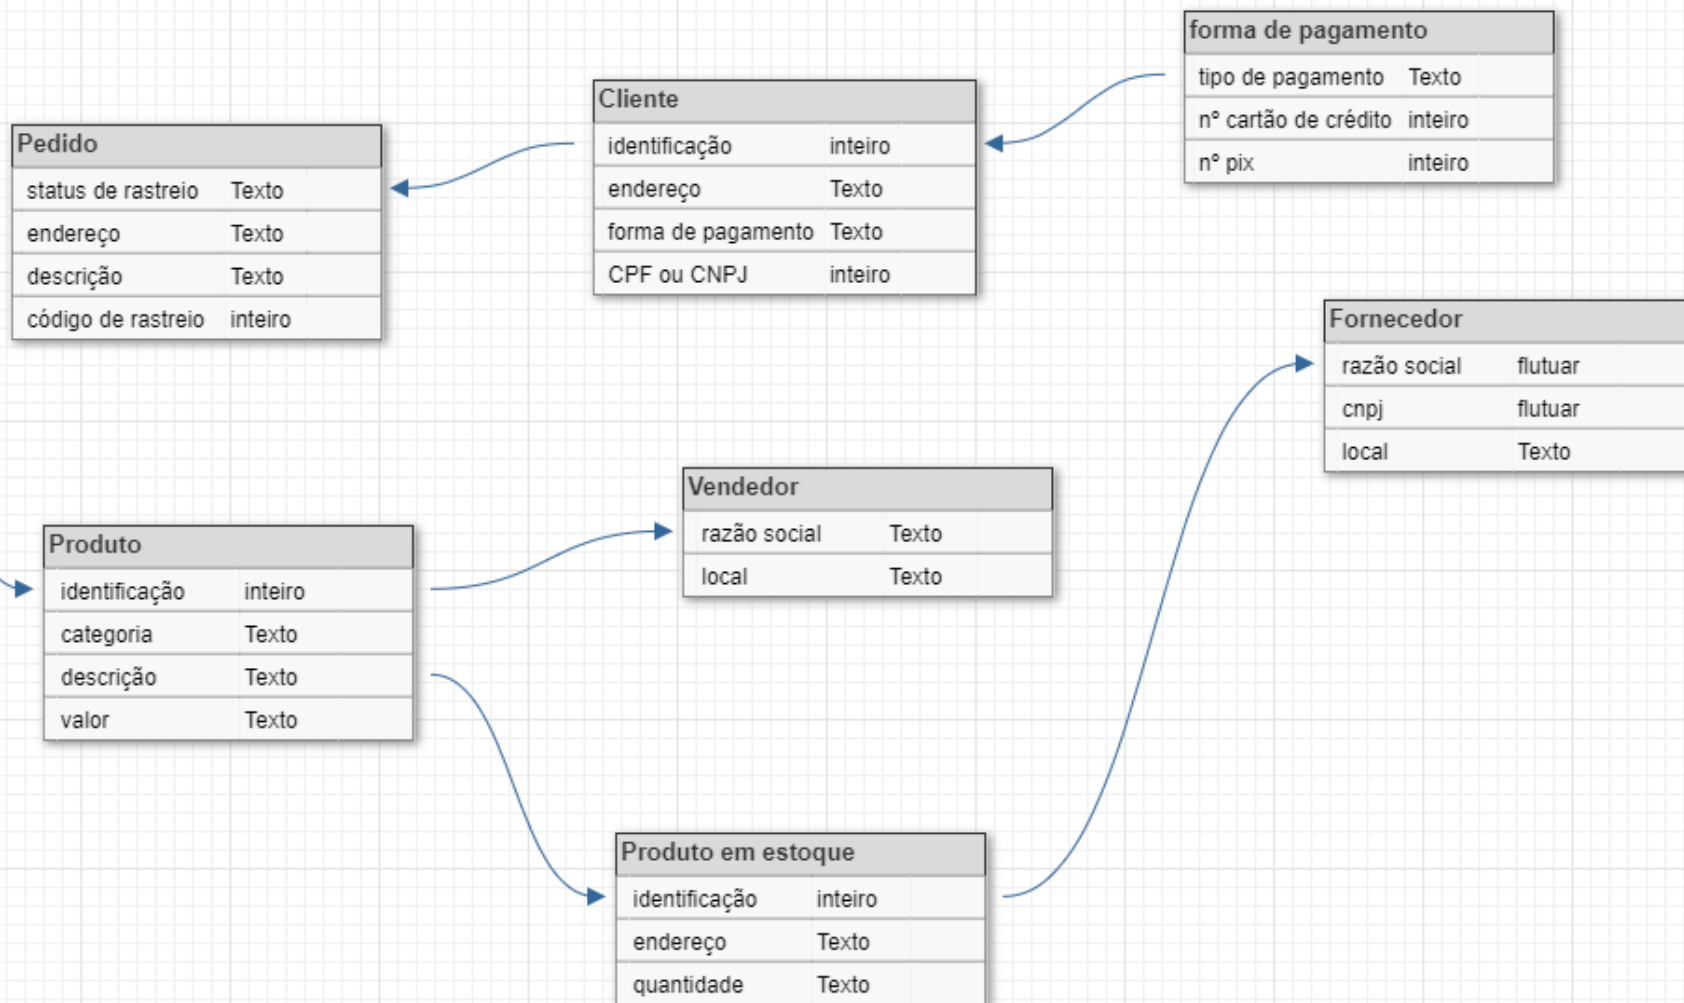 forma de pagamento
tipo de pagamento Texto
nº cartão de crédito inteiro
nº pix inteiro
Cliente
identificação inteiro
endereço Texto
forma de pagamento Texto
CPF ou CNPJ inteiro
Pedido
status de rastreio Texto
endereço Texto
descrição Texto
código de rastreio inteiro
Fornecedor
razão social flutuar
cnpj flutuar
local Texto
Vendedor
razão social Texto
local Texto
Produto
identificação inteiro
categoria Texto
descrição Texto
valor Texto
Produto em estoque
identificação inteiro
endereço Texto
quantidade Texto